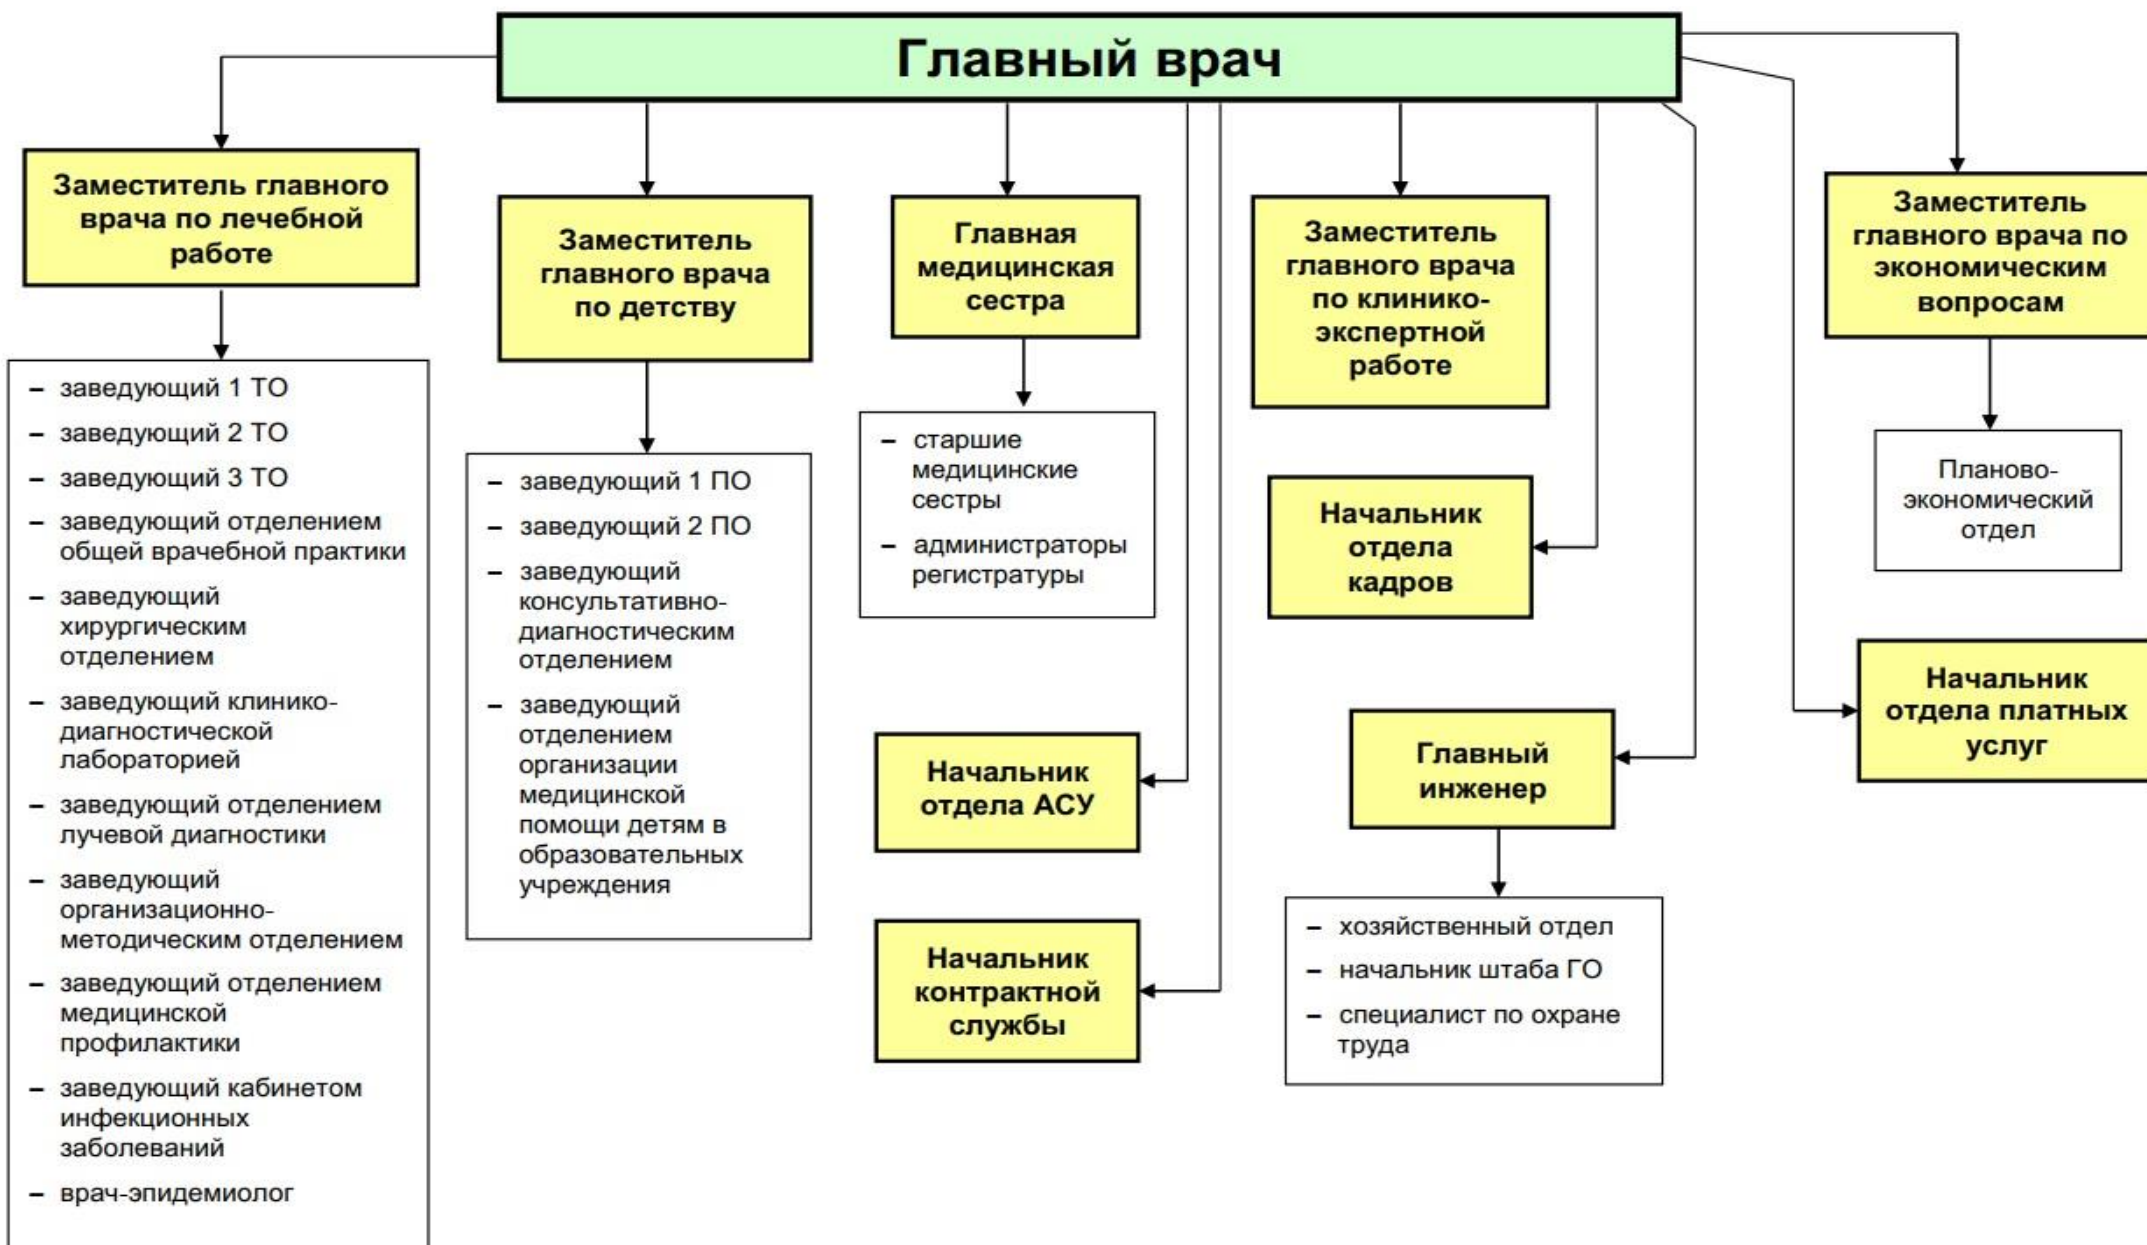 Главный врач
Заместитель главного
врача по лечебной
работе
– заведующий 1 ТО
– заведующий 2 ТО
– заведующий 3 ТО
– заведующий отделением
общей врачебной практики
– заведующий
хирургическим
отделением
– заведующий клинико-
диагностической
лабораторией
– заведующий отделением
лучевой диагностики
– заведующий
организационно-
методическим отделением
– заведующий отделением
медицинской
профилактики
– заведующий кабинетом
инфекционных
заболеваний
– врач-эпидемиолог
Заместитель
главного врача
по детству
– заведующий 1 ПО
– заведующий 2 ПО
– заведующий
консультативно-
диагностическим
отделением
– заведующий
отделением
организации
медицинской
помощи детям в
образовательных
учреждения
Главная
медицинская
сестра
– старшие
медицинские
сестры
– администраторы
регистратуры
Начальник
отдела АСУ
Начальник
контрактной
службы
Заместитель
главного врача
по клинико-
экспертной
работе
Начальник
отдела
кадров
Главный
инженер
– хозяйственный отдел
– начальник штаба ГО
– специалист по охране
труда
Заместитель
главного врача по
экономическим
вопросам
Планово-
экономический
отдел
Начальник
отдела платных
услуг